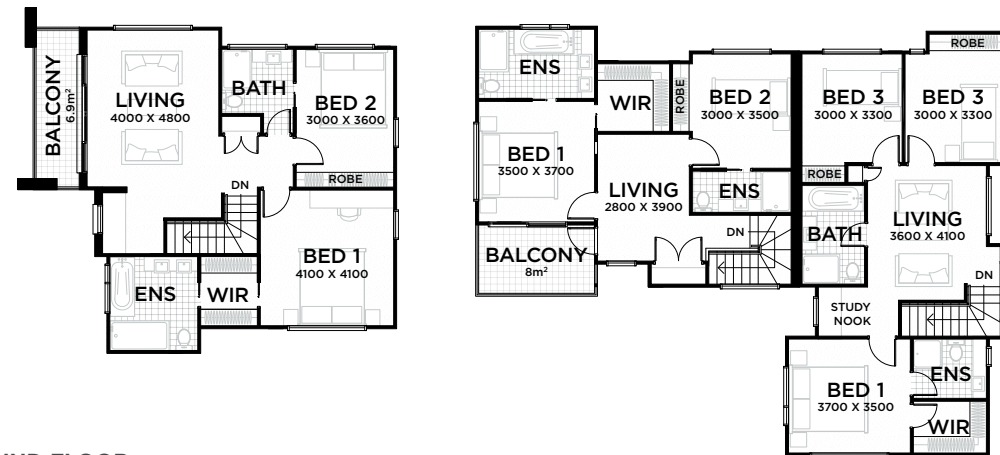 BALCONY
6.9m²
LIVING
4000 X 4800
BATH
BED 2
3000 X 3600
ROBE
DN
BED 1
4100 X 4100
ENS
WIR
ENS
WIR
ROBE
BED 2
3000 X 3500
BED 1
3500 X 3700
LIVING
2800 X 3900
ENS
DN
BALCONY
8m²
ROBE
BED 3
3000 X 3300
BED 3
3000 X 3300
ROBE
BATH
LIVING
3600 X 4100
DN
STUDY
NOOK
BED 1
3700 X 3500
ENS
WIR